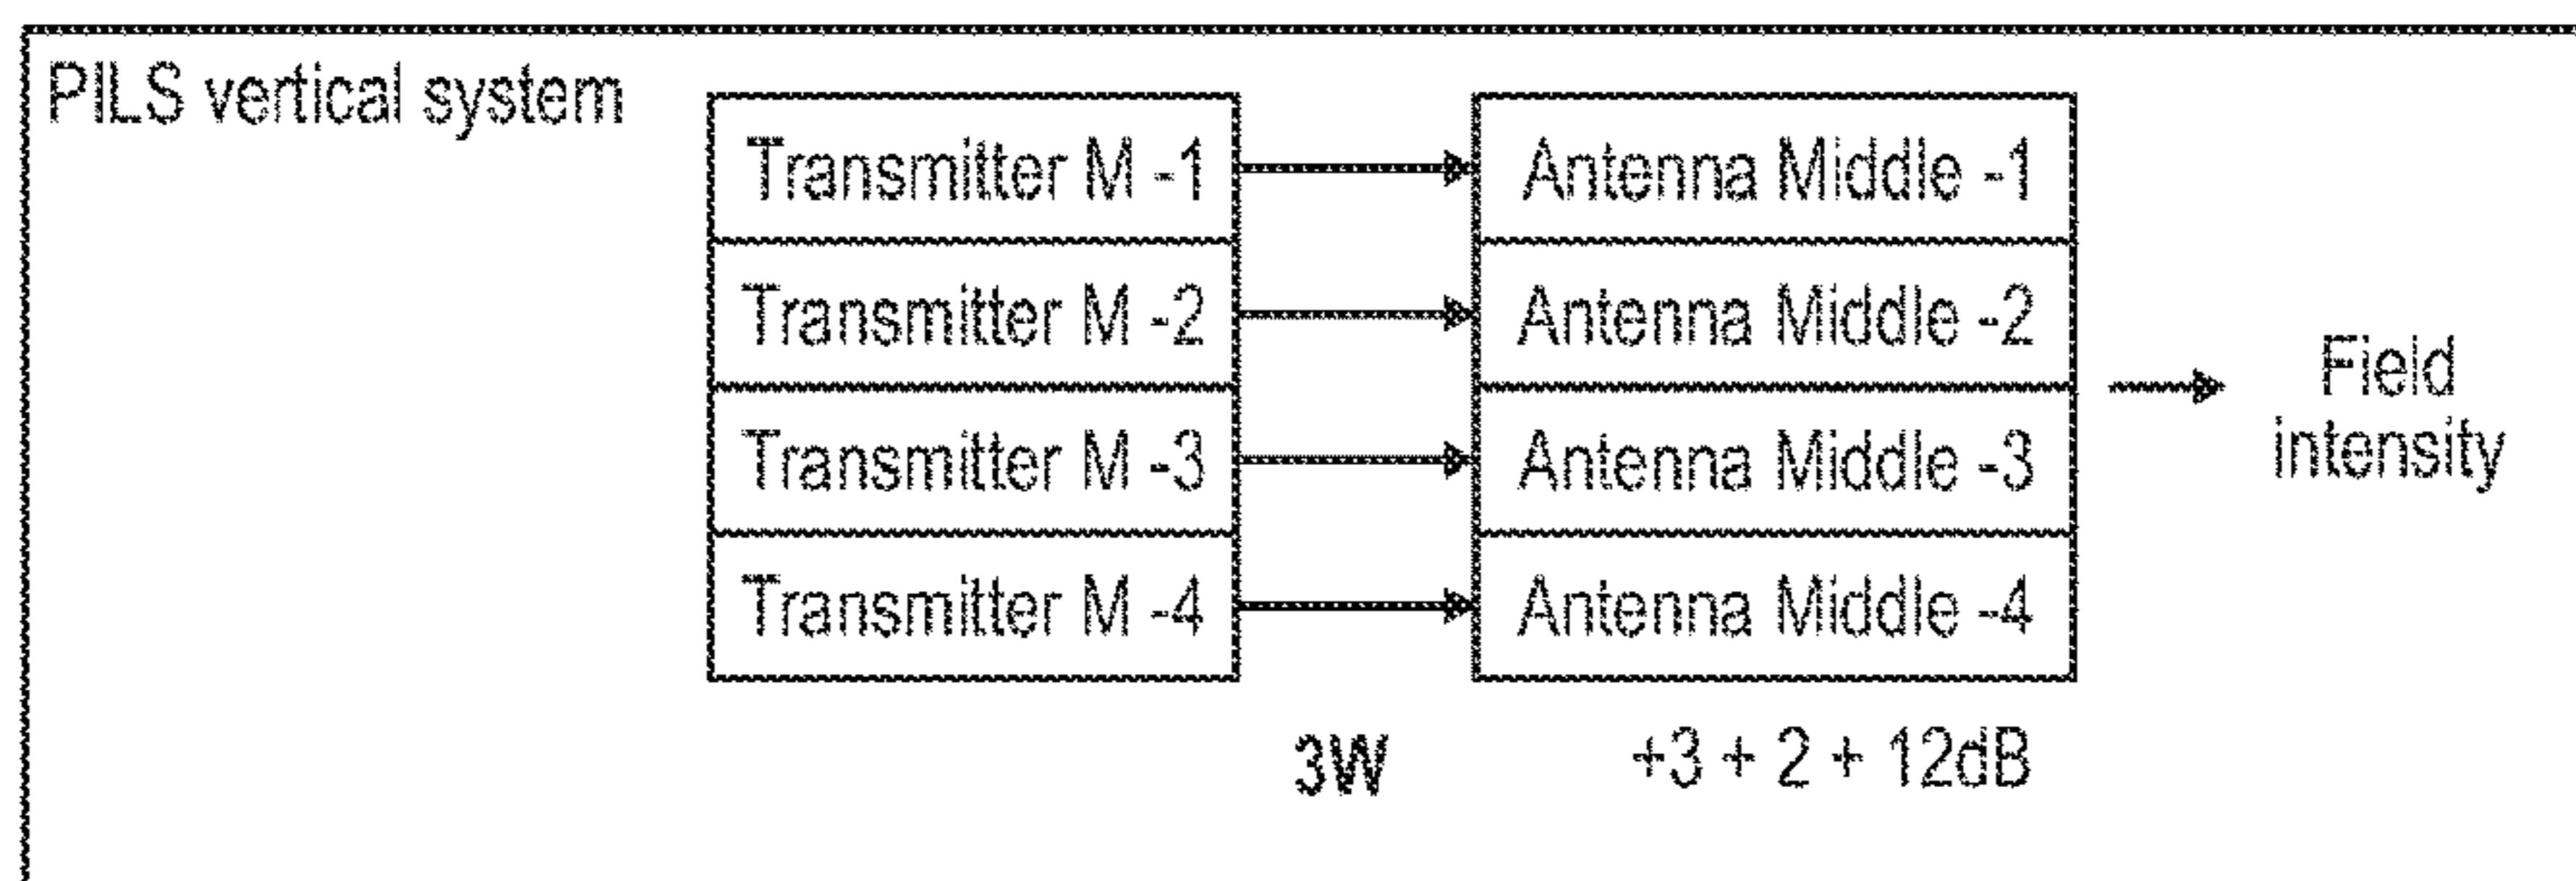 PILS vertical system
Transmitter M -1
Antenna Middle -1
Transmitter M -2
Antenna Middle -2
Transmitter M -3
Antenna Middle -3
Transmitter M -4
Antenna Middle -4
Field
intensity
3W
+3 + 2 + 12dB